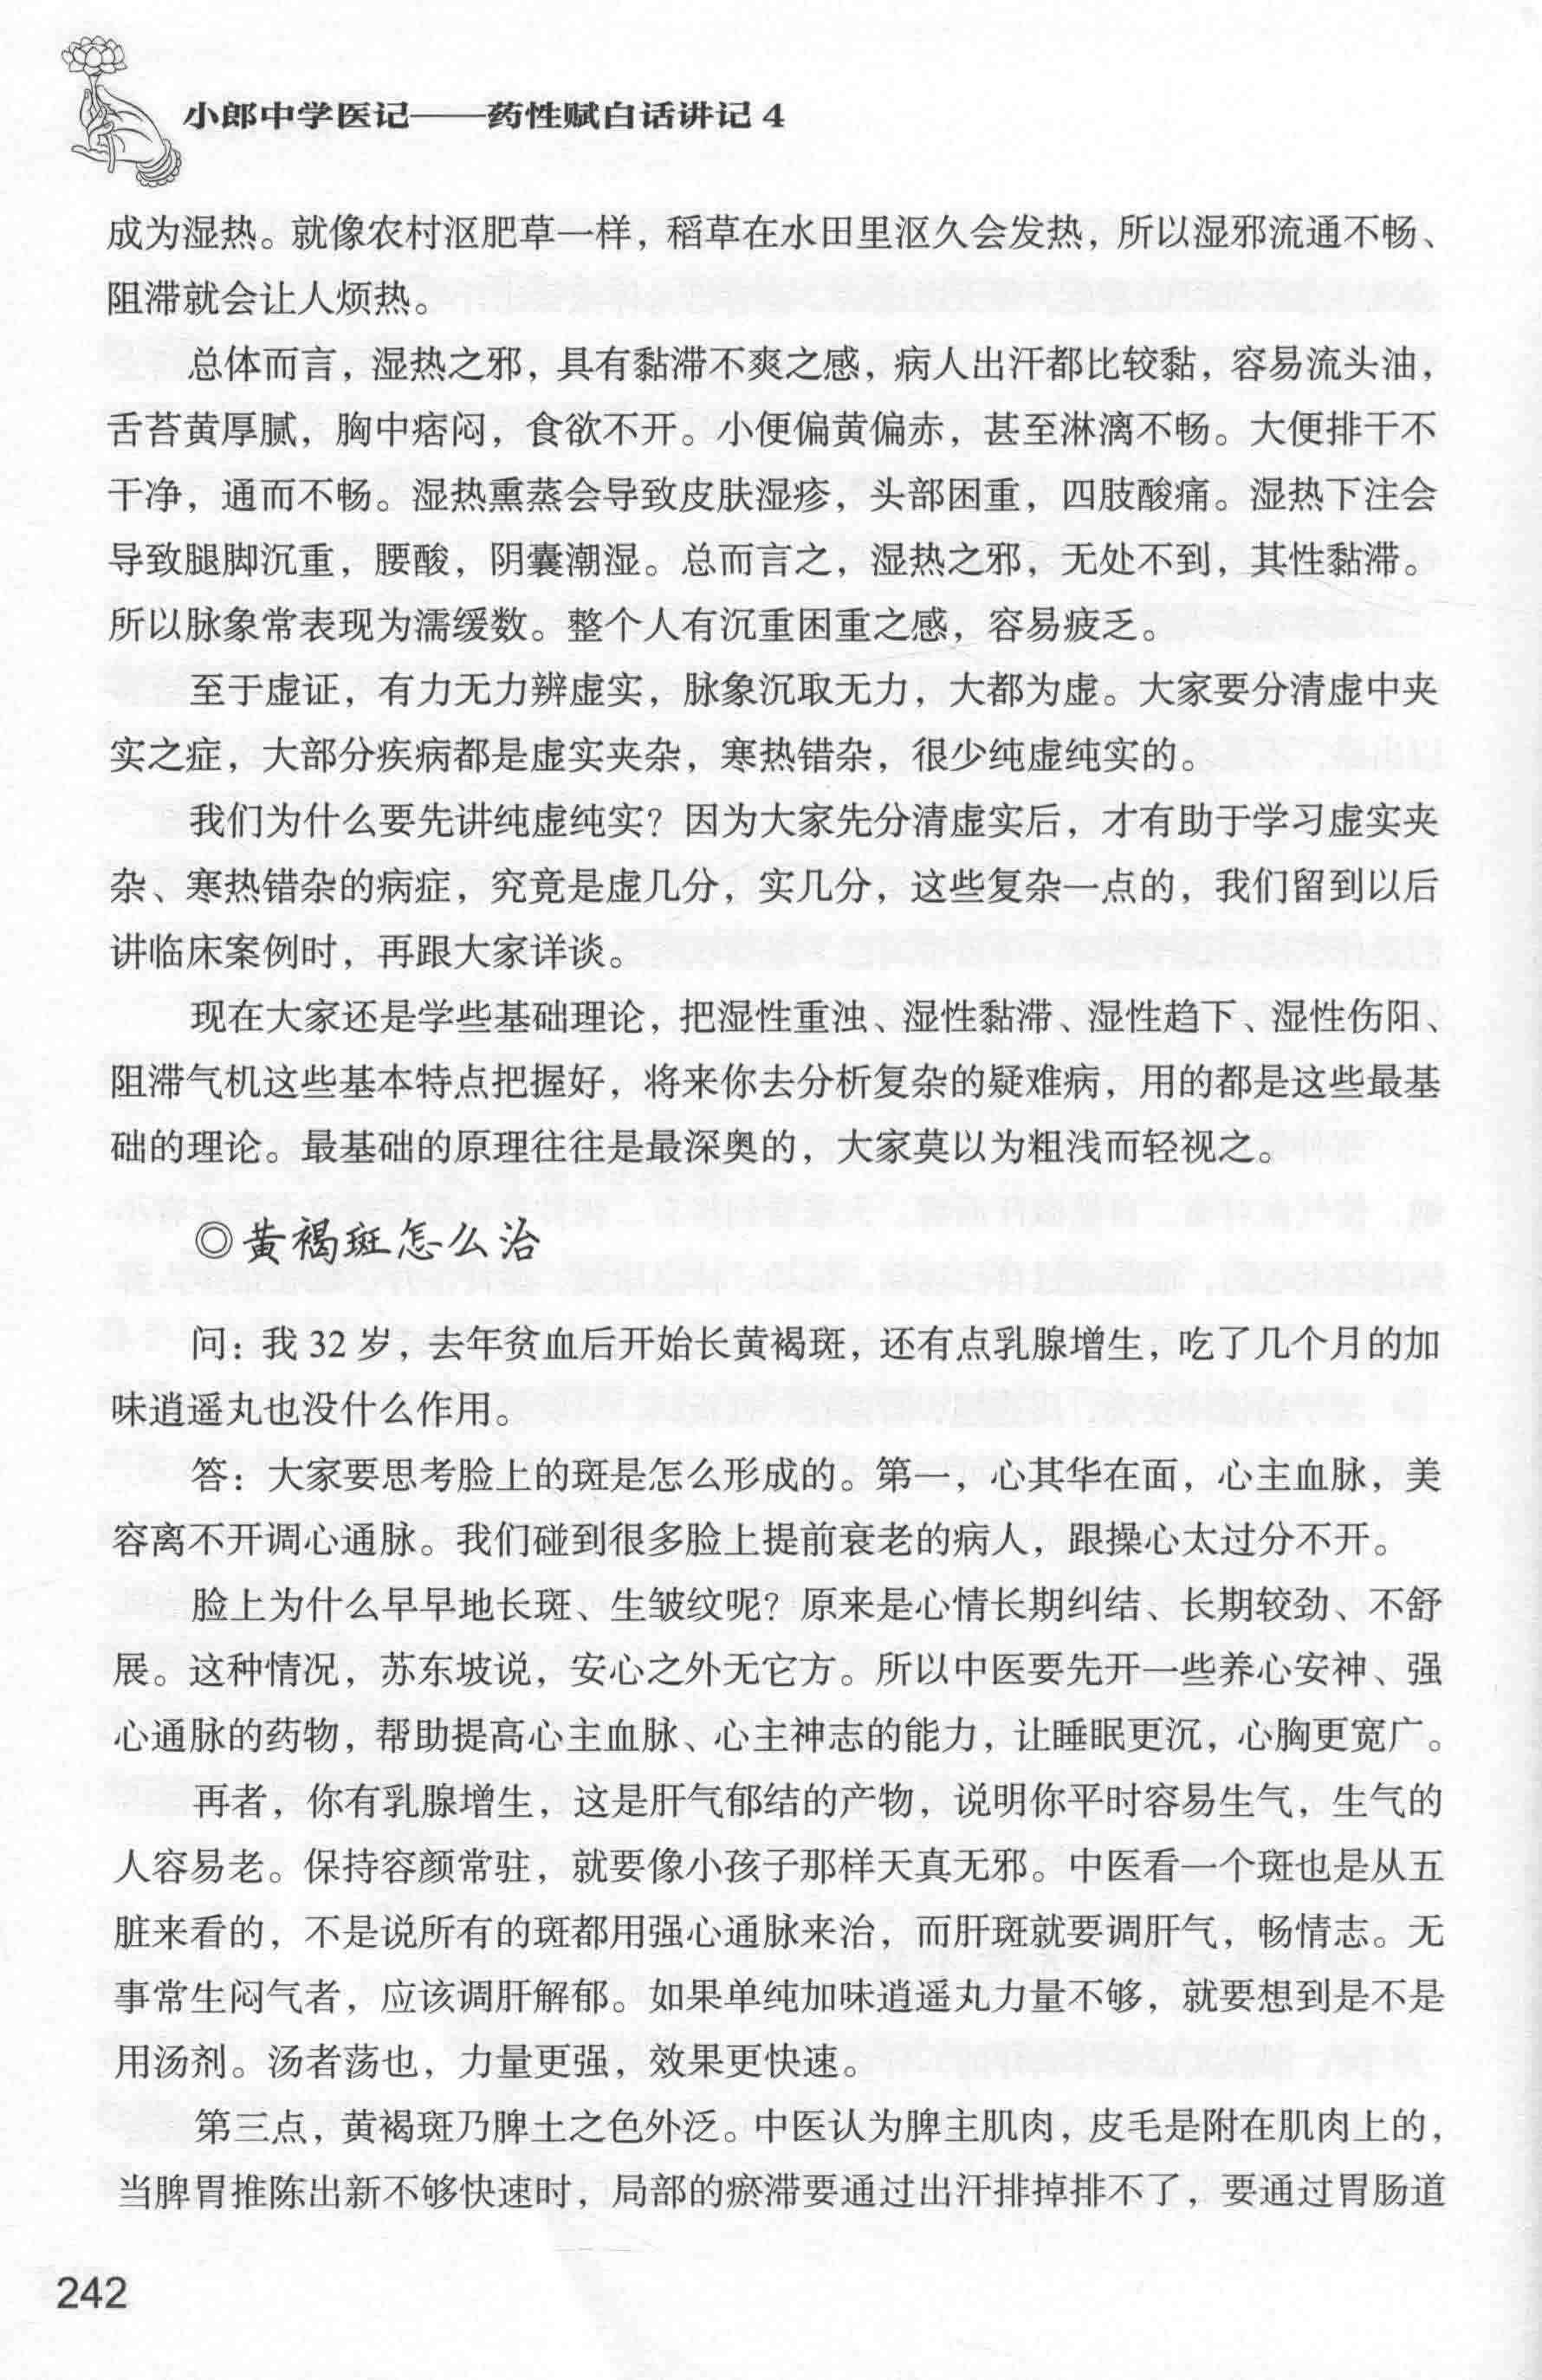 小郎中学医记——药性赋白话讲记4
成为湿热。就像农村沤肥草一样，稻草在水田里沤久会发热，所以湿邪流通不畅、
阻滞就会让人烦热。
总体而言，湿热之邪，具有黏滞不爽之感，病人出汗都比较黏，容易流头油，
舌苔黄厚腻，胸中痞闷，食欲不开。小便偏黄偏赤，甚至淋漓不畅。大便排干不
干净，通而不畅。湿热熏蒸会导致皮肤湿疹，头部困重，四肢酸痛。湿热下注会
导致腿脚沉重，腰酸，阴囊潮湿。总而言之，湿热之邪，无处不到，其性黏滞。
所以脉象常表现为濡缓数。整个人有沉重困重之感，容易疲乏。
至于虚证，有力无力辨虚实，脉象沉取无力，大都为虚。大家要分清虚中夹
实之症，大部分疾病都是虚实夹杂，寒热错杂，很少纯虚纯实的。
我们为什么要先讲纯虚纯实？因为大家先分清虚实后，才有助于学习虚实夹
杂、寒热错杂的病症，究竟是虚几分，实几分，这些复杂一点的，我们留到以后
讲临床案例时，再跟大家详谈。
现在大家还是学些基础理论，把湿性重浊、湿性黏滞、湿性趋下、湿性伤阳、
阻滞气机这些基本特点把握好，将来你去分析复杂的疑难病，用的都是这些最基
础的理论。最基础的原理往往是最深奥的，大家莫以为粗浅而轻视之。
◎黄褐斑怎么治
问：我32岁，去年贫血后开始长黄褐斑，还有点乳腺增生，吃了几个月的加
味逍遥丸也没什么作用。
答：大家要思考脸上的斑是怎么形成的。第一，心其华在面，心主血脉，美
容离不开调心通脉。我们碰到很多脸上提前衰老的病人，跟操心太过分不开。
脸上为什么早早地长斑、生皱纹呢？原来是心情长期纠结、长期较劲、不舒
展。这种情况，苏东坡说，安心之外无它方。所以中医要先开一些养心安神、强
心通脉的药物，帮助提高心主血脉、心主神志的能力，让睡眠更沉，心胸更宽广。
再者，你有乳腺增生，这是肝气郁结的产物，说明你平时容易生气，生气的
人容易老。保持容颜常驻，就要像小孩子那样天真无邪。中医看一个斑也是从五
脏来看的，不是说所有的斑都用强心通脉来治，而肝斑就要调肝气，畅情志。无
事常生闷气者，应该调肝解郁。如果单纯加味逍遥丸力量不够，就要想到是不是
用汤剂。汤者荡也，力量更强，效果更快速。
第三点，黄褐斑乃脾土之色外泛。中医认为脾主肌肉，皮毛是附在肌肉上的，
当脾胃推陈出新不够快速时，局部的瘀滞要通过出汗排掉排不了，要通过胃肠道
242